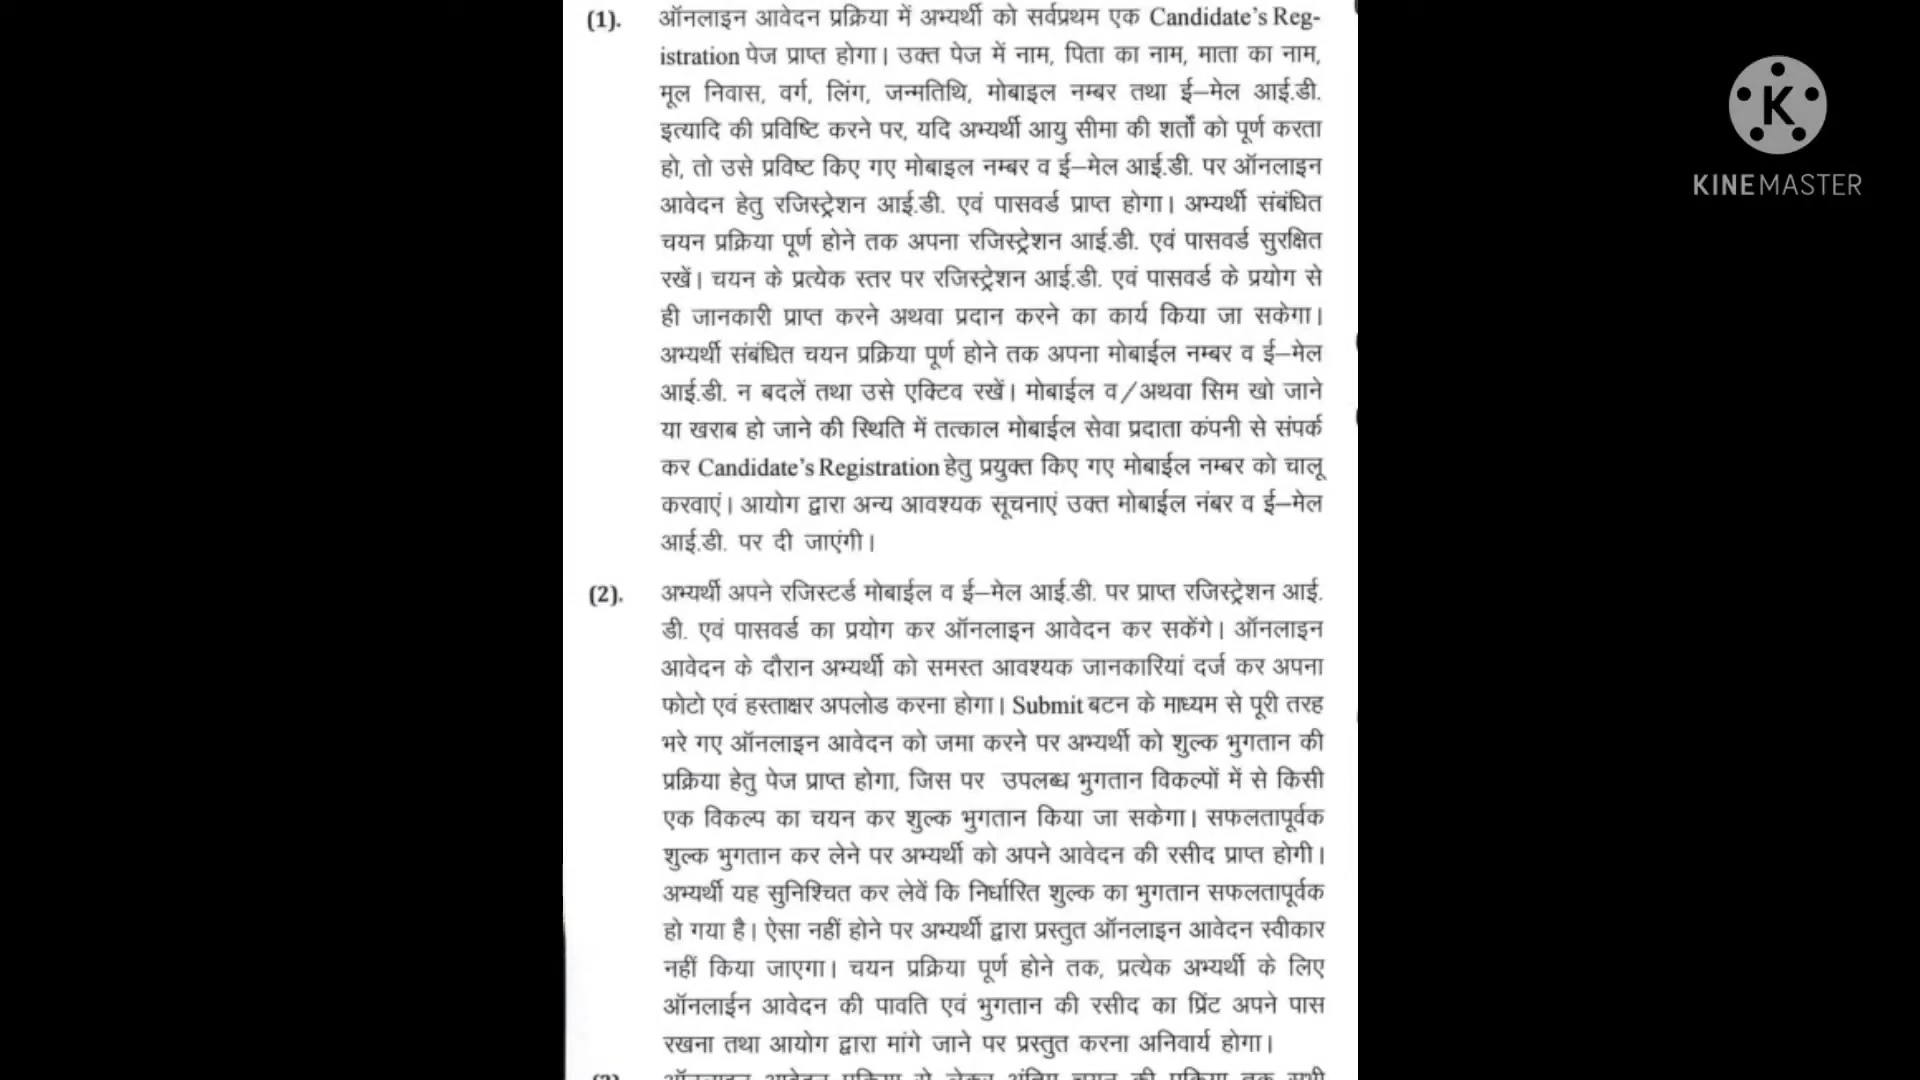 (1). ऑनलाइन आवेदन प्रक्रिया में अभ्यर्थी को सर्वप्रथम एक Candidate's Reg-
istration पेज प्राप्त होगा। उक्त पेज में नाम, पिता का नाम, माता का नाम,
मूल निवास, वर्ग, लिंग, जन्मतिथि, मोबाइल नम्बर तथा ई–मेल आई.डी.
इत्यादि की प्रविष्टि करने पर, यदि अभ्यर्थी आयु सीमा की शर्तों को पूर्ण करता
हो, तो उसे प्रविष्ट किए गए मोबाइल नम्बर व ई–मेल आई.डी. पर ऑनलाइन
आवेदन हेतु रजिस्ट्रेशन आई.डी. एवं पासवर्ड प्राप्त होगा। अभ्यर्थी संबंधित
चयन प्रक्रिया पूर्ण होने तक अपना रजिस्ट्रेशन आई.डी. एवं पासवर्ड सुरक्षित
रखें। चयन के प्रत्येक स्तर पर रजिस्ट्रेशन आई.डी. एवं पासवर्ड के प्रयोग से
ही जानकारी प्राप्त करने अथवा प्रदान करने का कार्य किया जा सकेगा।
अभ्यर्थी संबंधित चयन प्रक्रिया पूर्ण होने तक अपना मोबाईल नम्बर व ई–मेल
आई.डी. न बदलें तथा उसे एक्टिव रखें। मोबाईल व/अथवा सिम खो जाने
या खराब हो जाने की स्थिति में तत्काल मोबाईल सेवा प्रदाता कंपनी से संपर्क
कर Candidate's Registration हेतु प्रयुक्त किए गए मोबाईल नम्बर को चालू
करवाएं। आयोग द्वारा अन्य आवश्यक सूचनाएं उक्त मोबाईल नंबर व ई–मेल
आई.डी. पर दी जाएंगी।
(2). अभ्यर्थी अपने रजिस्टर्ड मोबाईल व ई–मेल आई.डी. पर प्राप्त रजिस्ट्रेशन आई.
डी. एवं पासवर्ड का प्रयोग कर ऑनलाइन आवेदन कर सकेंगे। ऑनलाइन
आवेदन के दौरान अभ्यर्थी को समस्त आवश्यक जानकारियां दर्ज कर अपना
फोटो एवं हस्ताक्षर अपलोड करना होगा। Submit बटन के माध्यम से पूरी तरह
भरे गए ऑनलाइन आवेदन को जमा करने पर अभ्यर्थी को शुल्क भुगतान की
प्रक्रिया हेतु पेज प्राप्त होगा, जिस पर उपलब्ध भुगतान विकल्पों में से किसी
एक विकल्प का चयन कर शुल्क भुगतान किया जा सकेगा। सफलतापूर्वक
शुल्क भुगतान कर लेने पर अभ्यर्थी को अपने आवेदन की रसीद प्राप्त होगी।
अभ्यर्थी यह सुनिश्चित कर लेवें कि निर्धारित शुल्क का भुगतान सफलतापूर्वक
हो गया है। ऐसा नहीं होने पर अभ्यर्थी द्वारा प्रस्तुत ऑनलाइन आवेदन स्वीकार
नहीं किया जाएगा। चयन प्रक्रिया पूर्ण होने तक, प्रत्येक अभ्यर्थी के लिए
ऑनलाईन आवेदन की पावति एवं भुगतान की रसीद का प्रिंट अपने पास
रखना तथा आयोग द्वारा मांगे जाने पर प्रस्तुत करना अनिवार्य होगा।
K
KINEMASTER